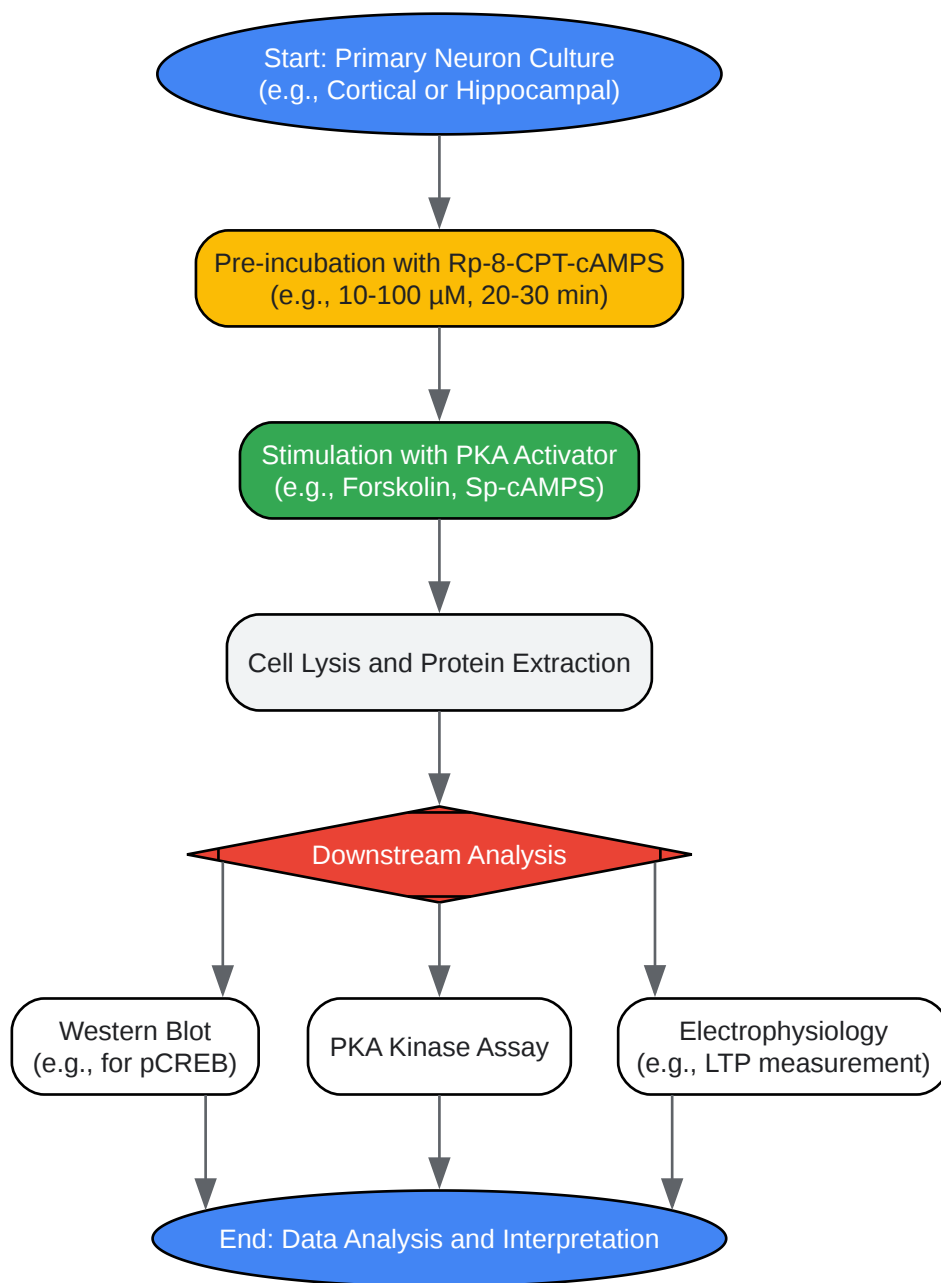 Start: Primary Neuron Culture
(e.g., Cortical or Hippocampal)
Pre-incubation with Rp-8-CPT-cAMPS
(e.g., 10-100 µM, 20-30 min)
Stimulation with PKA Activator
(e.g., Forskolin, Sp-cAMPS)
Cell Lysis and Protein Extraction
Downstream Analysis
Western Blot
(e.g., for pCREB)
PKA Kinase Assay
Electrophysiology
(e.g., LTP measurement)
End: Data Analysis and Interpretation